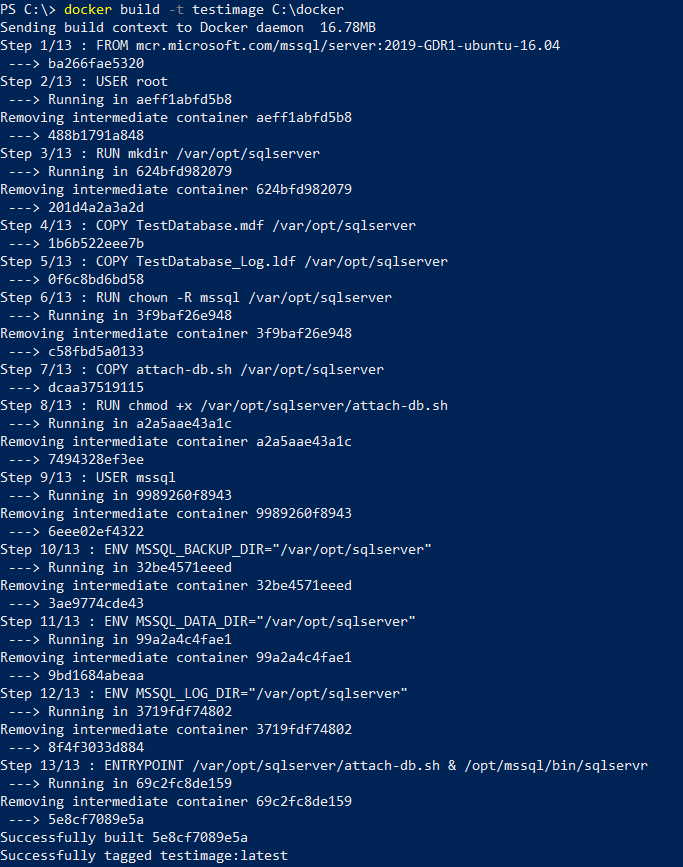 PS C:\> docker build -t testimage C:\docker
Sending build context to Docker daemon  16.78MB
Step 1/13 : FROM mcr.microsoft.com/mssql/server:2019-GDR1-ubuntu-16.04
 ---> ba266fae5320
Step 2/13 : USER root
 ---> Running in aeff1abfd5b8
Removing intermediate container aeff1abfd5b8
 ---> 488b1791a848
Step 3/13 : RUN mkdir /var/opt/sqlserver
 ---> Running in 624bfd982079
Removing intermediate container 624bfd982079
 ---> 201d4a2a3a2d
Step 4/13 : COPY TestDatabase.mdf /var/opt/sqlserver
 ---> 1b6b522eee7b
Step 5/13 : COPY TestDatabase_Log.ldf /var/opt/sqlserver
 ---> 0f6c8bd6bd58
Step 6/13 : RUN chown -R mssql /var/opt/sqlserver
 ---> Running in 3f9baf26e948
Removing intermediate container 3f9baf26e948
 ---> c58fbd5a0133
Step 7/13 : COPY attach-db.sh /var/opt/sqlserver
 ---> dcaa37519115
Step 8/13 : RUN chmod +x /var/opt/sqlserver/attach-db.sh
 ---> Running in a2a5aae43a1c
Removing intermediate container a2a5aae43a1c
 ---> 7494328ef3ee
Step 9/13 : USER mssql
 ---> Running in 9989260f8943
Removing intermediate container 9989260f8943
 ---> 6eee02ef4322
Step 10/13 : ENV MSSQL_BACKUP_DIR="/var/opt/sqlserver"
 ---> Running in 32be4571eeed
Removing intermediate container 32be4571eeed
 ---> 3ae9774cde43
Step 11/13 : ENV MSSQL_DATA_DIR="/var/opt/sqlserver"
 ---> Running in 99a2a4c4fae1
Removing intermediate container 99a2a4c4fae1
 ---> 9bd1684abeaa
Step 12/13 : ENV MSSQL_LOG_DIR="/var/opt/sqlserver"
 ---> Running in 3719fdf74802
Removing intermediate container 3719fdf74802
 ---> 8f4f3033d884
Step 13/13 : ENTRYPOINT /var/opt/sqlserver/attach-db.sh & /opt/mssql/bin/sqlservr
 ---> Running in 69c2fc8de159
Removing intermediate container 69c2fc8de159
 ---> 5e8cf7089e5a
Successfully built 5e8cf7089e5a
Successfully tagged testimage:latest